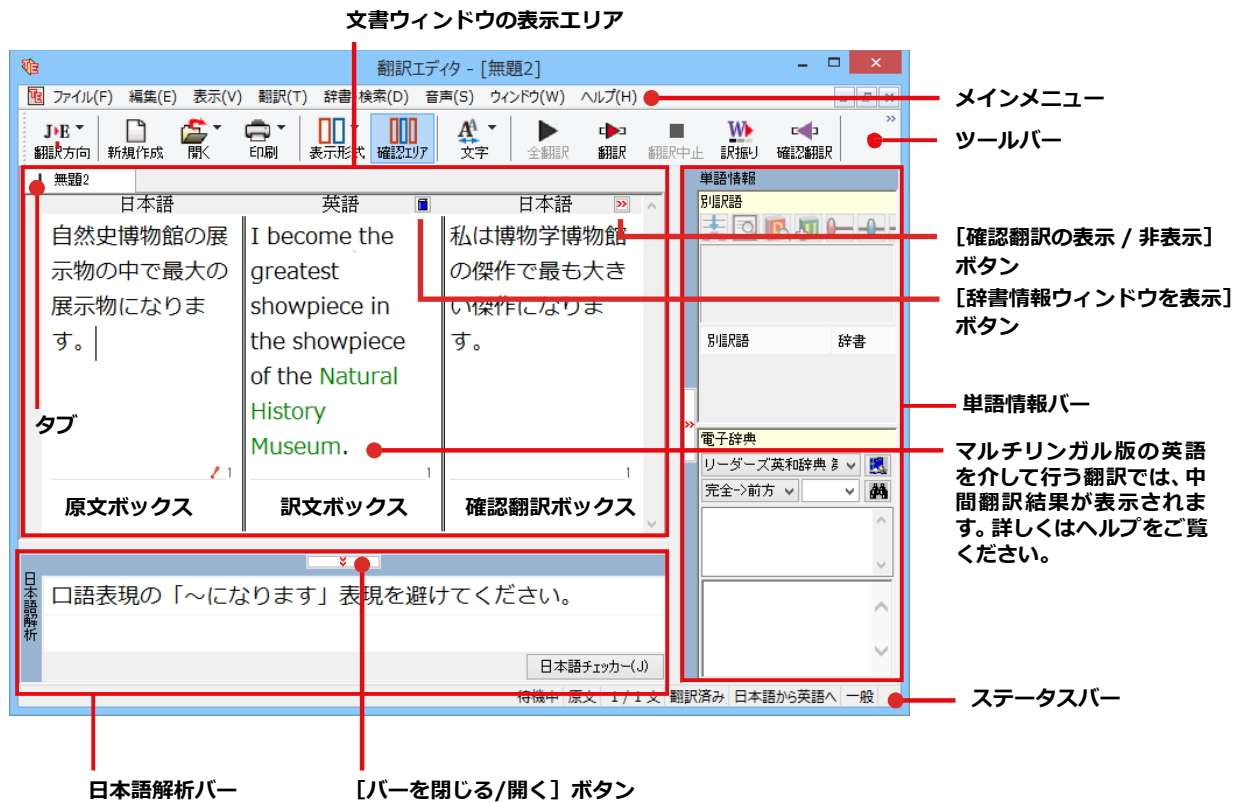 文書ウィンドウの表示エリア
翻訳エディタ - [無題2]
ファイル(F) 編集(E) 表示(V) 翻訳(T) 辞書・検索(D) 音声(S) ウィンドウ(W) ヘルプ(H)
メインメニュー
J▸E
翻訳方向 新規作成 開く 印刷 表示形式 確認エリア 文字 全翻訳 翻訳 翻訳中止 訳振り 確認翻訳
ツールバー
無題2
日本語 英語 日本語
自然史博物館の展
示物の中で最大の
展示物になりま
す。
I become the
greatest
showpiece in
the showpiece
of the Natural
History
Museum.
私は博物学博物館
の傑作で最も大き
い傑作になりま
す。
1
1
1
タブ
原文ボックス 訳文ボックス 確認翻訳ボックス
単語情報
別訳語
別訳語 辞書
電子辞典
リーダーズ英和辞典
完全->前方
［確認翻訳の表示 / 非表示］
ボタン
［辞書情報ウィンドウを表示］
ボタン
単語情報バー
マルチリンガル版の英語
を介して行う翻訳では、中
間翻訳結果が表示されま
す。詳しくはヘルプをご覧
ください。
日本語解析
口語表現の「～になります」表現を避けてください。
日本語チェッカー(J)
待機中 原文 1 / 1 文 翻訳済み 日本語から英語へ 一般
ステータスバー
日本語解析バー
［バーを閉じる/開く］ボタン